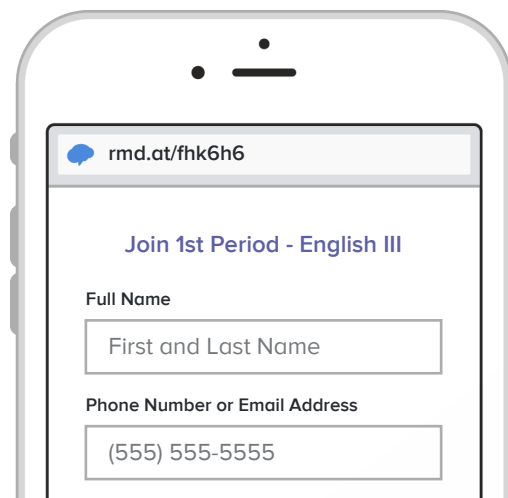 rmd.at/fhk6h6
Join 1st Period - English III
Full Name
First and Last Name
Phone Number or Email Address
(555) 555-5555